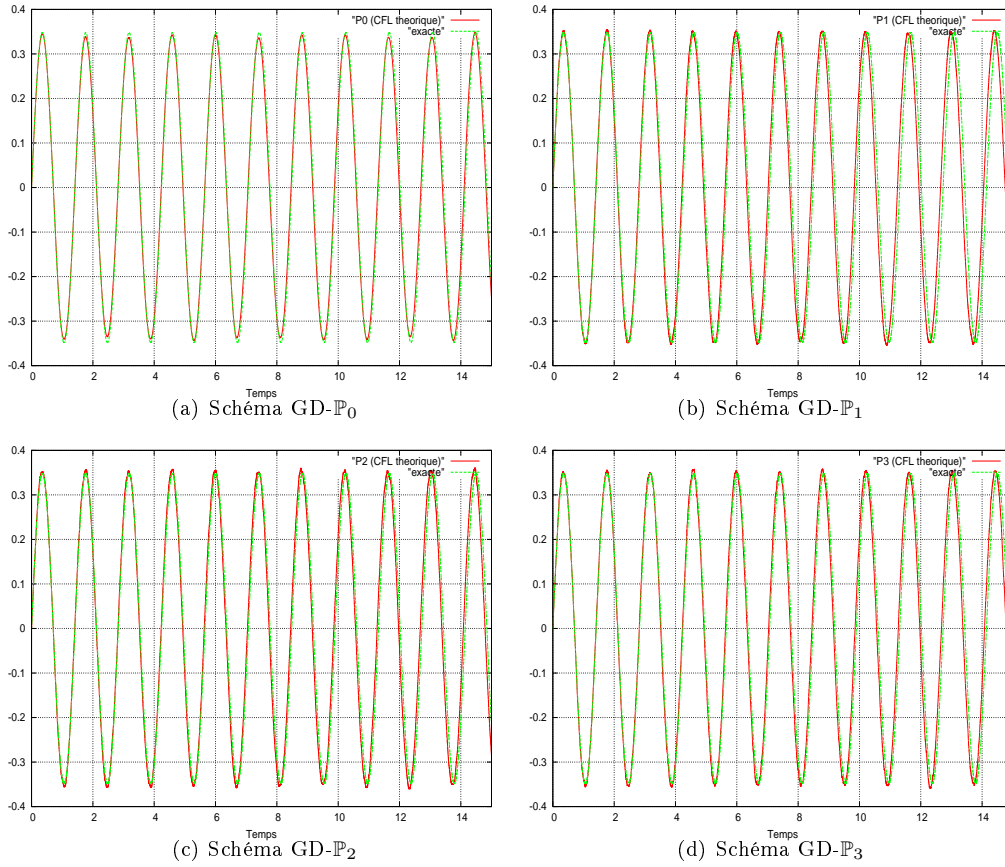 "P0 (CFL theorique)"
"exacte"
0.4
0.3
0.2
0.1
0
-0.1
-0.2
-0.3
-0.4
0 2 4 6 8 10 12 14
Temps
(a) Schéma GD-ℙ₀
"P1 (CFL theorique)"
"exacte"
0.4
0.3
0.2
0.1
0
-0.1
-0.2
-0.3
-0.4
0 2 4 6 8 10 12 14
Temps
(b) Schéma GD-ℙ₁
"P2 (CFL theorique)"
"exacte"
0.4
0.3
0.2
0.1
0
-0.1
-0.2
-0.3
-0.4
0 2 4 6 8 10 12 14
Temps
(c) Schéma GD-ℙ₂
"P3 (CFL theorique)"
"exacte"
0.4
0.3
0.2
0.1
0
-0.1
-0.2
-0.3
-0.4
0 2 4 6 8 10 12 14
Temps
(d) Schéma GD-ℙ₃